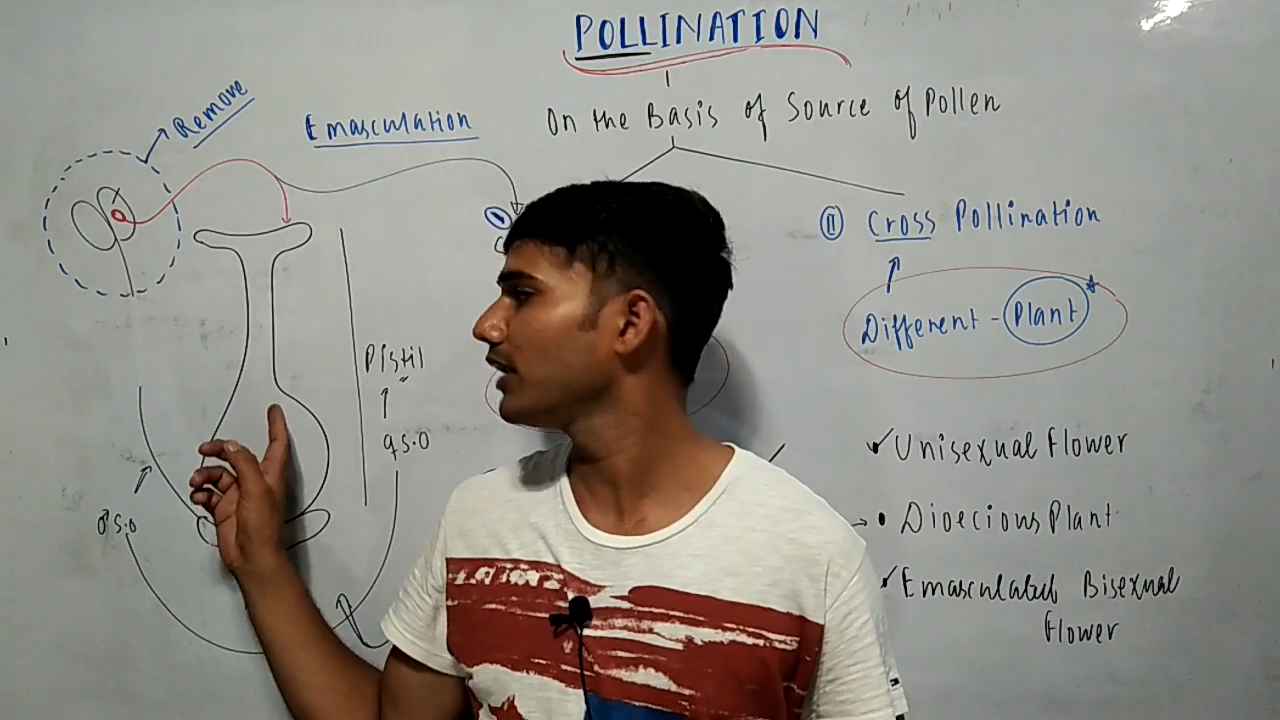 POLLINATION
On the Basis of Source of Pollen
Remove
Emasculation
I
II Cross Pollination
Different - Plant
Pistil
♀ S.O
♂ S.O
Unisexual Flower
Dioecious Plant
Emasculated Bisexual
Flower